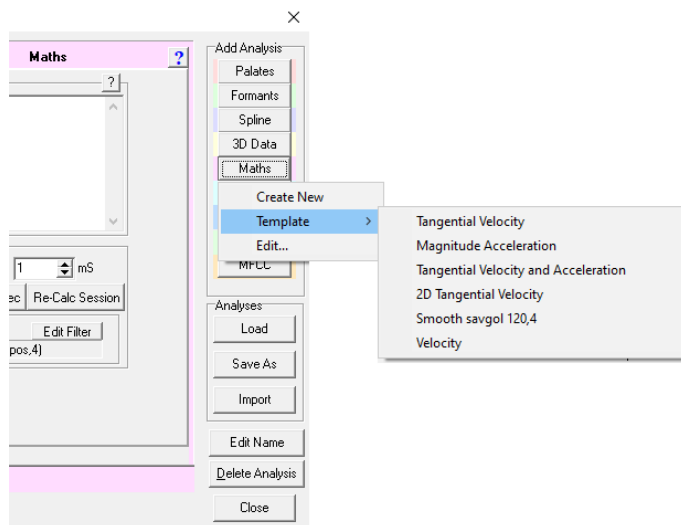 Maths
?
?
1
mS
ec
Re-Calc Session
Edit Filter
pos,4)
Add Analysis
Palates
Formants
Spline
3D Data
Maths
Create New
Template
Edit...
MFCC
Tangential Velocity
Magnitude Acceleration
Tangential Velocity and Acceleration
2D Tangential Velocity
Smooth savgol 120,4
Velocity
Analyses
Load
Save As
Import
Edit Name
Delete Analysis
Close